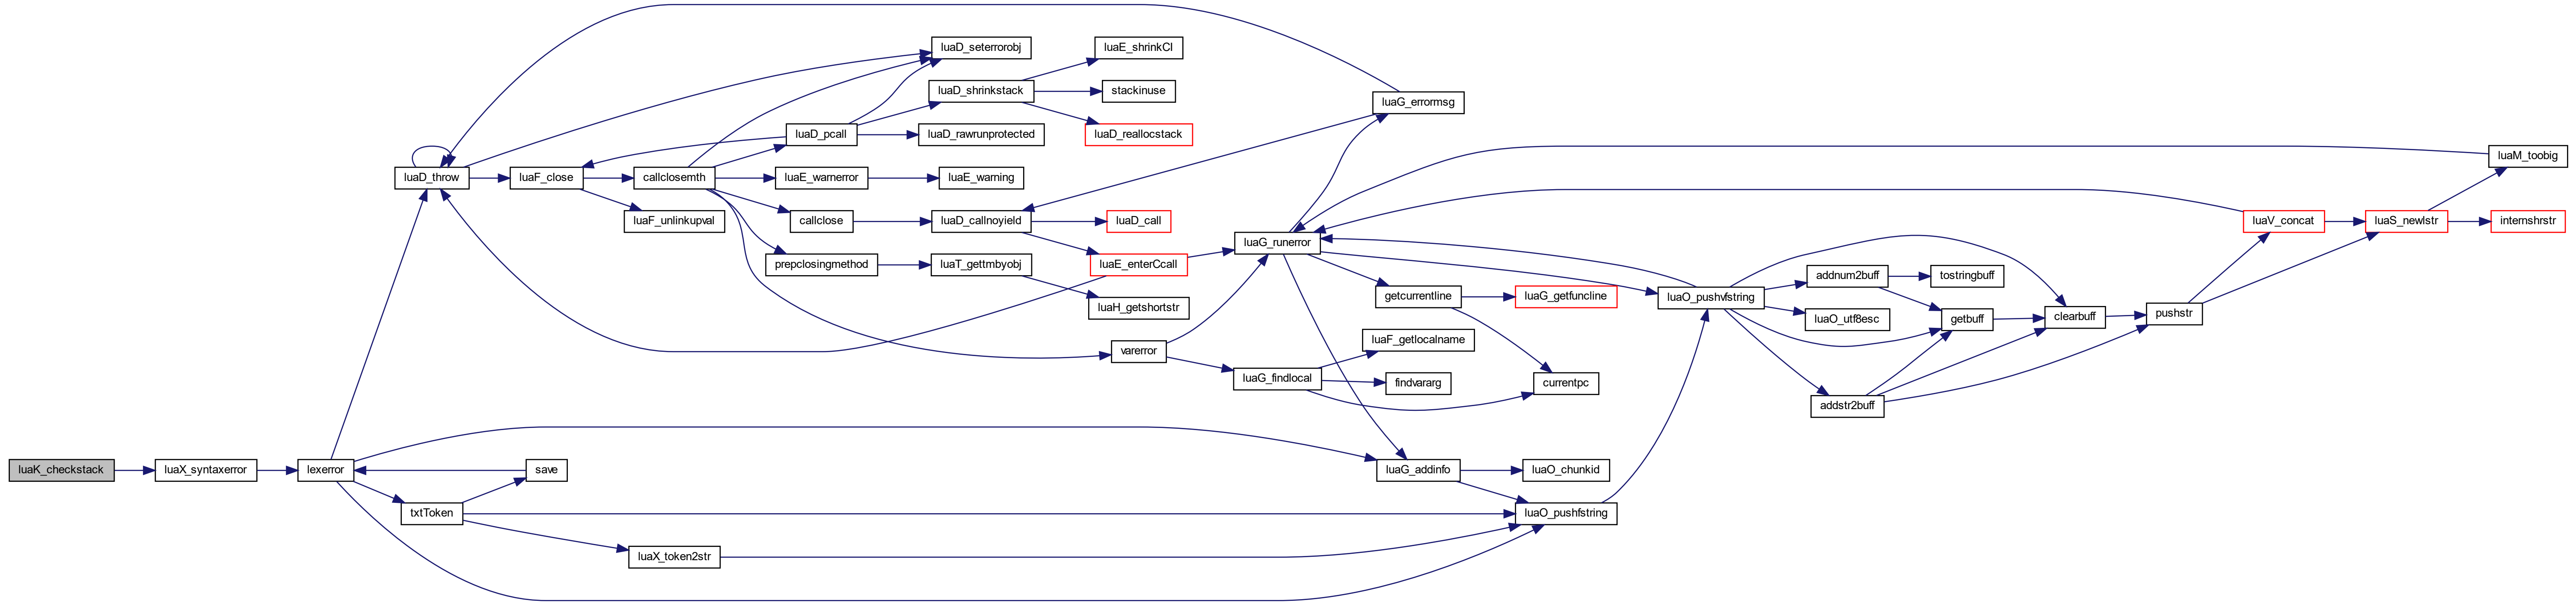 luaK_checkstack
luaX_syntaxerror
lexerror
luaD_throw
txtToken
luaF_close
save
luaX_token2str
luaF_unlinkupval
callclosemth
luaD_pcall
luaE_warnerror
callclose
prepclosingmethod
luaD_seterrorobj
luaD_shrinkstack
luaD_rawrunprotected
luaE_warning
luaD_callnoyield
luaT_gettmbyobj
luaE_shrinkCI
stackinuse
luaD_reallocstack
luaD_call
luaE_enterCcall
luaH_getshortstr
varerror
luaG_runerror
luaG_findlocal
luaG_errormsg
getcurrentline
luaF_getlocalname
findvararg
luaG_addinfo
luaG_getfuncline
currentpc
luaO_chunkid
luaO_pushfstring
luaO_pushvfstring
addnum2buff
luaO_utf8esc
addstr2buff
tostringbuff
getbuff
clearbuff
pushstr
luaV_concat
luaS_newlstr
luaM_toobig
internshrstr